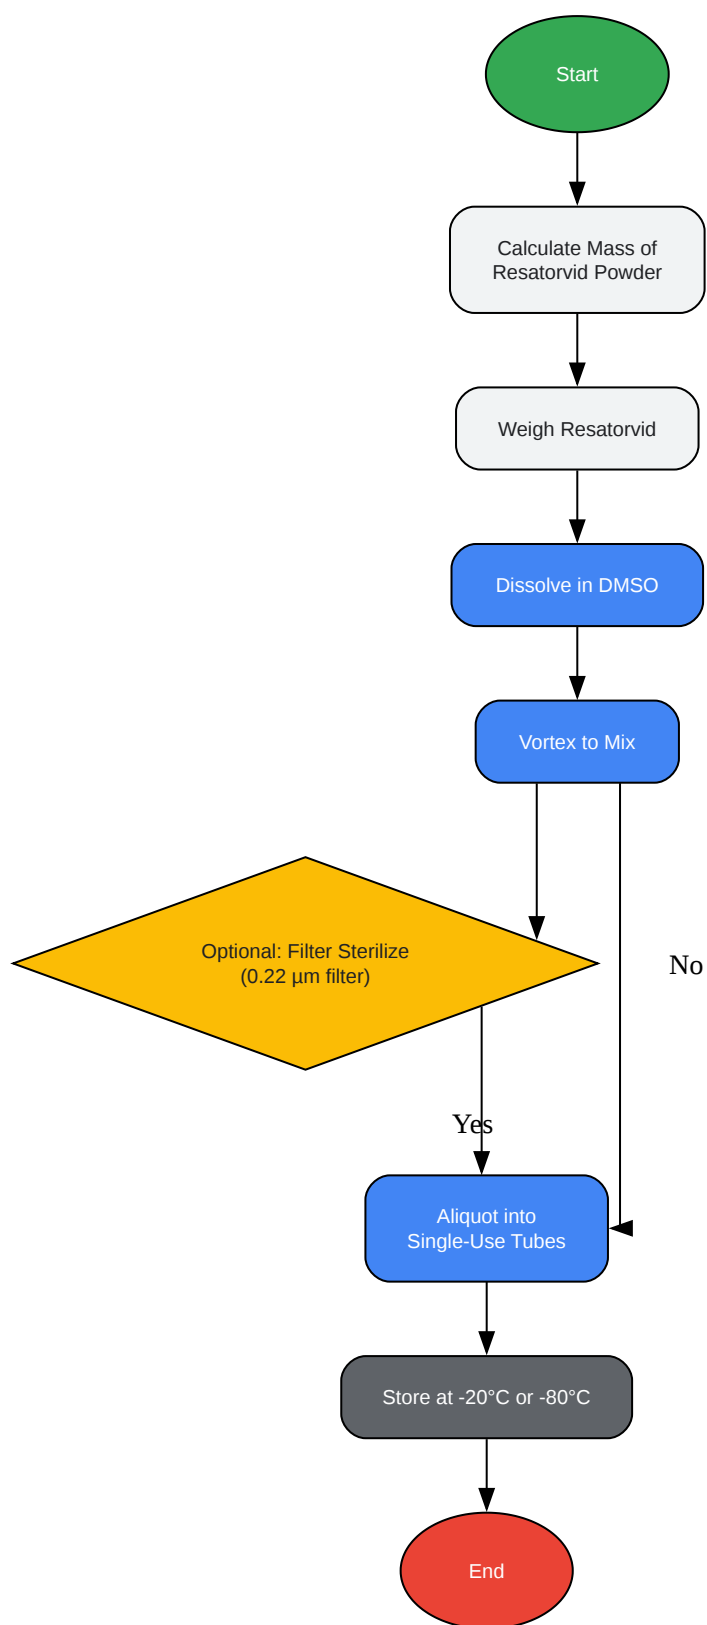 Start
Calculate Mass of
Resatorvid Powder
Weigh Resatorvid
Dissolve in DMSO
Vortex to Mix
Optional: Filter Sterilize
(0.22 µm filter)
No
Yes
Aliquot into
Single-Use Tubes
Store at -20°C or -80°C
End